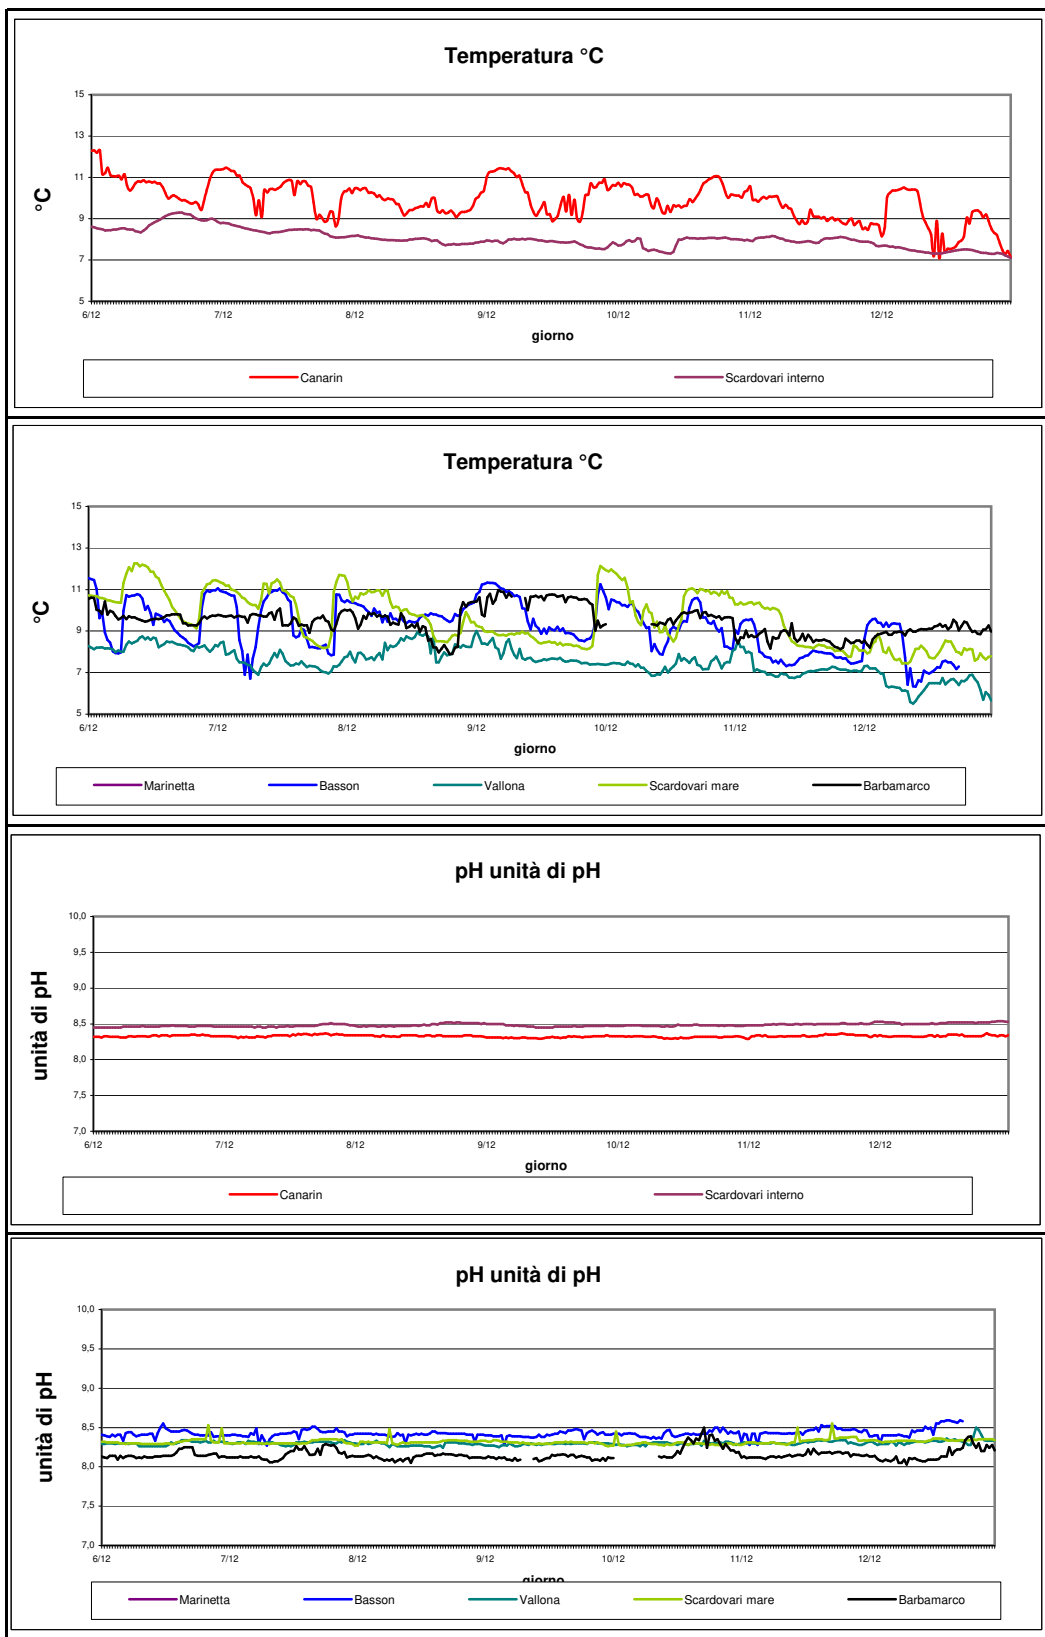 Temperatura °C
15
13
11
9
7
5
°C
6/12 7/12 8/12 9/12 10/12 11/12 12/12
giorno
Canarin Scardovari interno
Temperatura °C
15
13
11
9
7
5
°C
6/12 7/12 8/12 9/12 10/12 11/12 12/12
giorno
Marinetta Basson Vallona Scardovari mare Barbamarco
pH unità di pH
10,0
9,5
9,0
8,5
8,0
7,5
7,0
unità di pH
6/12 7/12 8/12 9/12 10/12 11/12 12/12
giorno
Canarin Scardovari interno
pH unità di pH
10,0
9,5
9,0
8,5
8,0
7,5
7,0
unità di pH
6/12 7/12 8/12 9/12 10/12 11/12 12/12
giorno
Marinetta Basson Vallona Scardovari mare Barbamarco